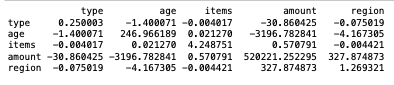 type age items amount region
type 0.250003 -1.400071 -0.004017 -30.860425 -0.075019
age -1.400071 246.966189 0.021270 -3196.782841 -4.167305
items -0.004017 0.021270 4.248751 0.570791 -0.004421
amount -30.860425 -3196.782841 0.570791 520221.252295 327.874873
region -0.075019 -4.167305 -0.004421 327.874873 1.269321